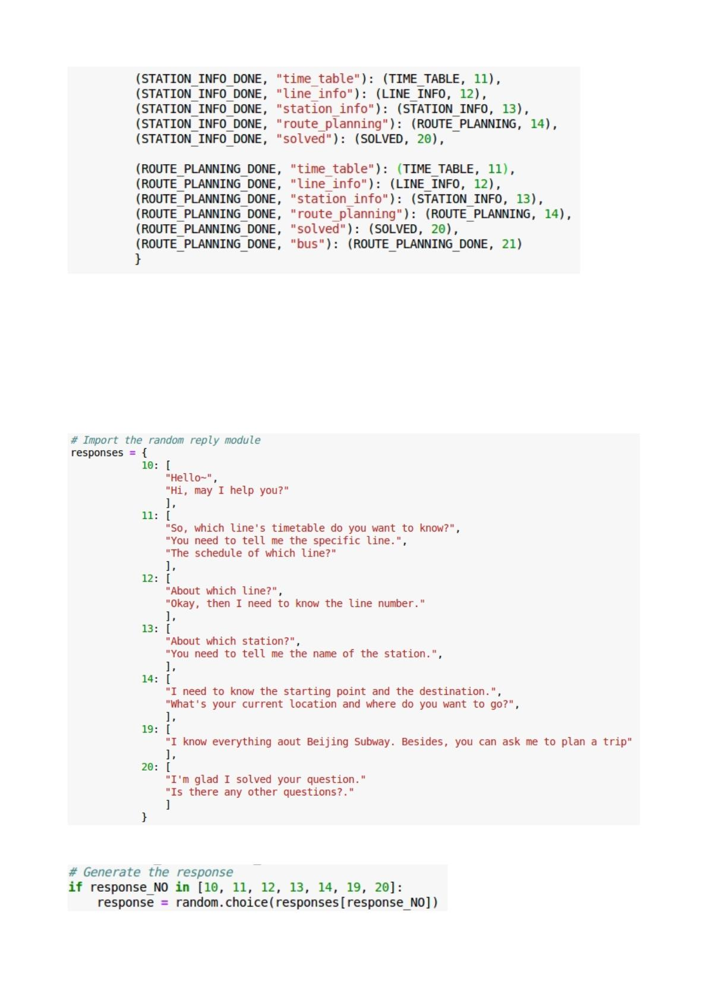 (STATION_INFO_DONE, "time_table"): (TIME_TABLE, 11),
(STATION_INFO_DONE, "line_info"): (LINE_INFO, 12),
(STATION_INFO_DONE, "station_info"): (STATION_INFO, 13),
(STATION_INFO_DONE, "route_planning"): (ROUTE_PLANNING, 14),
(STATION_INFO_DONE, "solved"): (SOLVED, 20),
(ROUTE_PLANNING_DONE, "time_table"): (TIME_TABLE, 11),
(ROUTE_PLANNING_DONE, "line_info"): (LINE_INFO, 12),
(ROUTE_PLANNING_DONE, "station_info"): (STATION_INFO, 13),
(ROUTE_PLANNING_DONE, "route_planning"): (ROUTE_PLANNING, 14),
(ROUTE_PLANNING_DONE, "solved"): (SOLVED, 20),
(ROUTE_PLANNING_DONE, "bus"): (ROUTE_PLANNING_DONE, 21)
}
# Import the random reply module
responses = {
10: [
"Hello~",
"Hi, may I help you?"
],
11: [
"So, which line's timetable do you want to know?",
"You need to tell me the specific line.",
"The schedule of which line?"
],
12: [
"About which line?",
"Okay, then I need to know the line number."
],
13: [
"About which station?",
"You need to tell me the name of the station.",
],
14: [
"I need to know the starting point and the destination.",
"What's your current location and where do you want to go?",
],
19: [
"I know everything aout Beijing Subway. Besides, you can ask me to plan a trip"
],
20: [
"I'm glad I solved your question."
"Is there any other questions?."
]
}
# Generate the response
if response_NO in [10, 11, 12, 13, 14, 19, 20]:
response = random.choice(responses[response_NO])